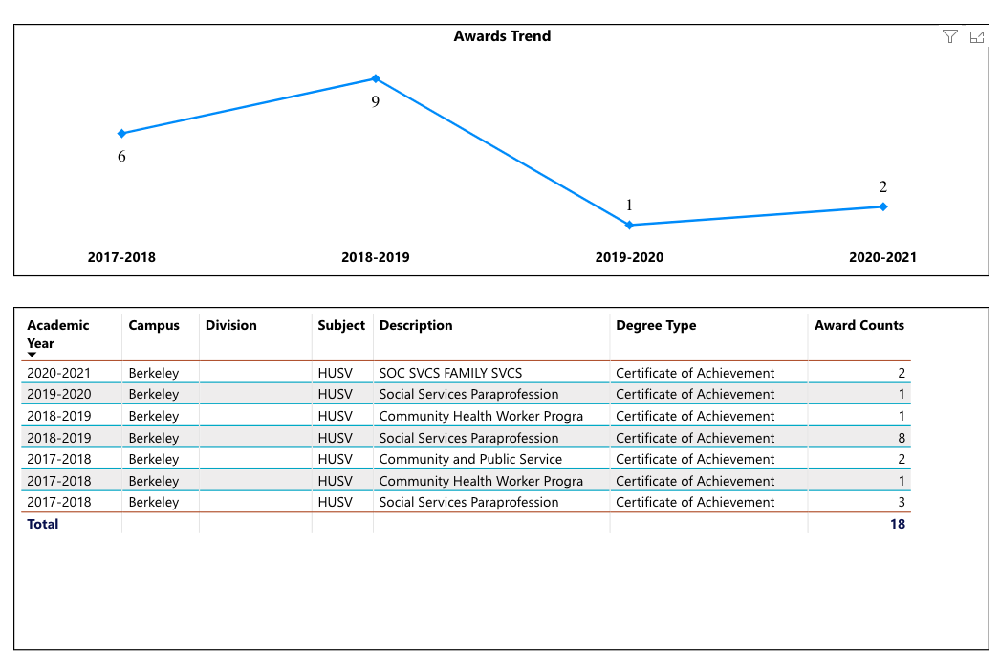 Awards Trend
6
9
1
2
2017-2018 2018-2019 2019-2020 2020-2021
Academic Year Campus Division Subject Description Degree Type Award Counts
2020-2021 Berkeley HUSV SOC SVCS FAMILY SVCS Certificate of Achievement 2
2019-2020 Berkeley HUSV Social Services Paraprofession Certificate of Achievement 1
2018-2019 Berkeley HUSV Community Health Worker Progra Certificate of Achievement 1
2018-2019 Berkeley HUSV Social Services Paraprofession Certificate of Achievement 8
2017-2018 Berkeley HUSV Community and Public Service Certificate of Achievement 2
2017-2018 Berkeley HUSV Community Health Worker Progra Certificate of Achievement 1
2017-2018 Berkeley HUSV Social Services Paraprofession Certificate of Achievement 3
Total 18